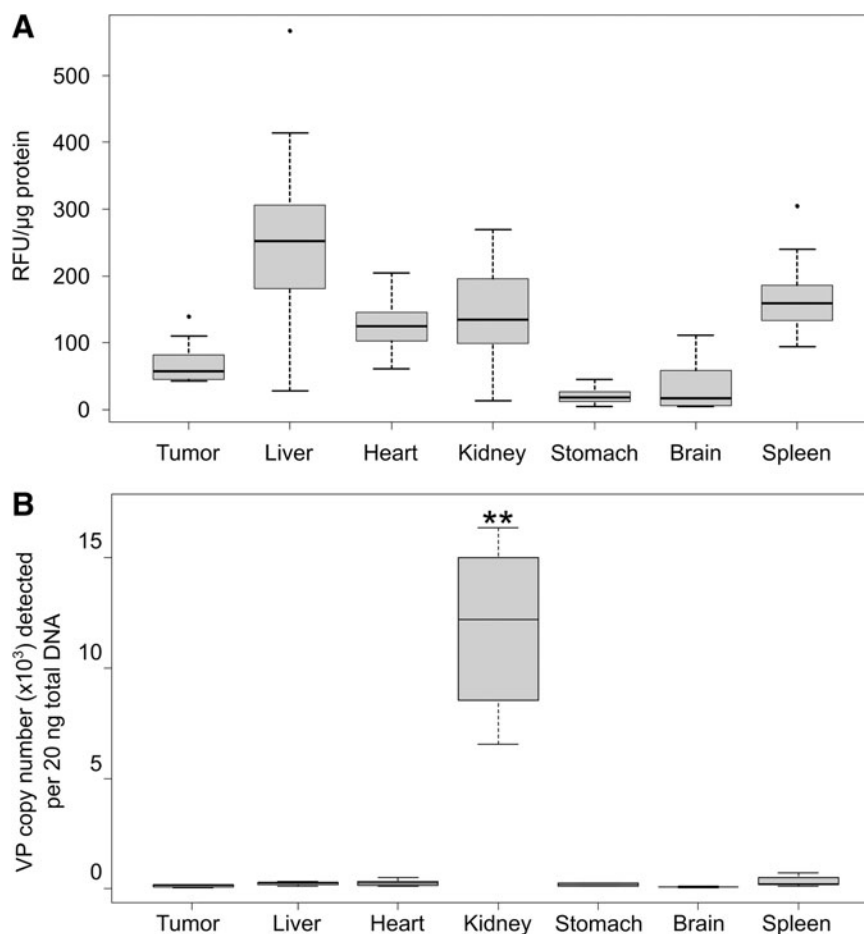 A
RFU/µg protein
500
400
300
200
100
0
Tumor Liver Heart Kidney Stomach Brain Spleen
B
VP copy number (x10³) detected
per 20 ng total DNA
**
15
10
5
0
Tumor Liver Heart Kidney Stomach Brain Spleen